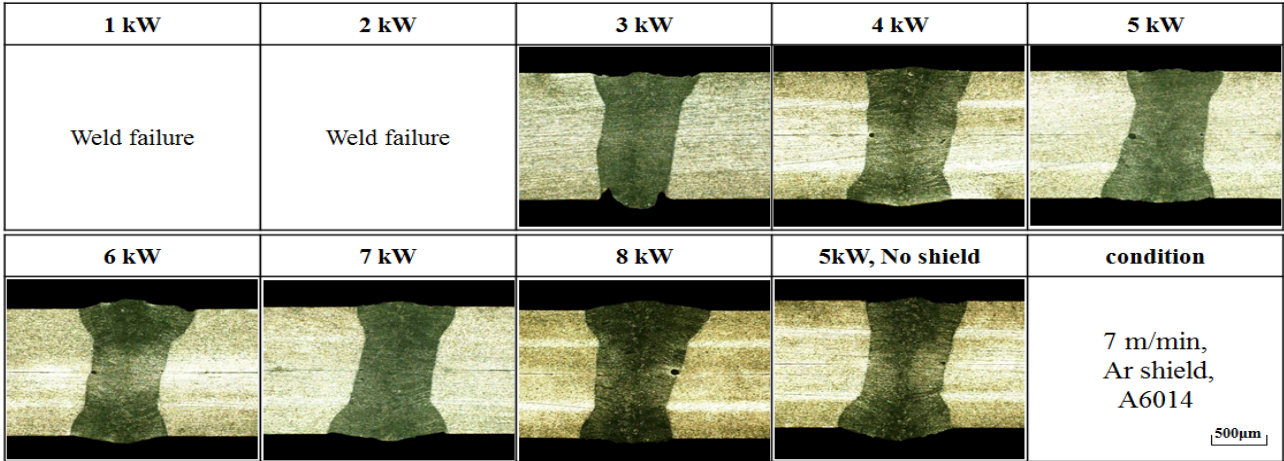 1 kW
2 kW
3 kW
4 kW
5 kW
Weld failure
Weld failure
6 kW
7 kW
8 kW
5kW, No shield
condition
7 m/min,
Ar shield,
A6014
500μm